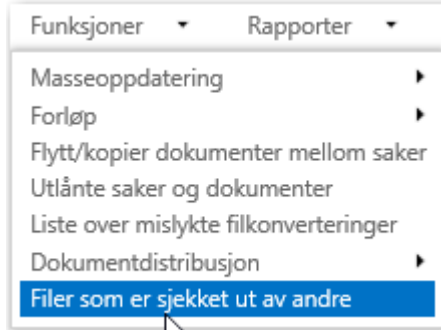 Funksjoner Rapporter
Masseoppdatering
Forløp
Flytt/kopier dokumenter mellom saker
Utlånte saker og dokumenter
Liste over mislykte filkonverteringer
Dokumentdistribusjon
Filer som er sjekket ut av andre